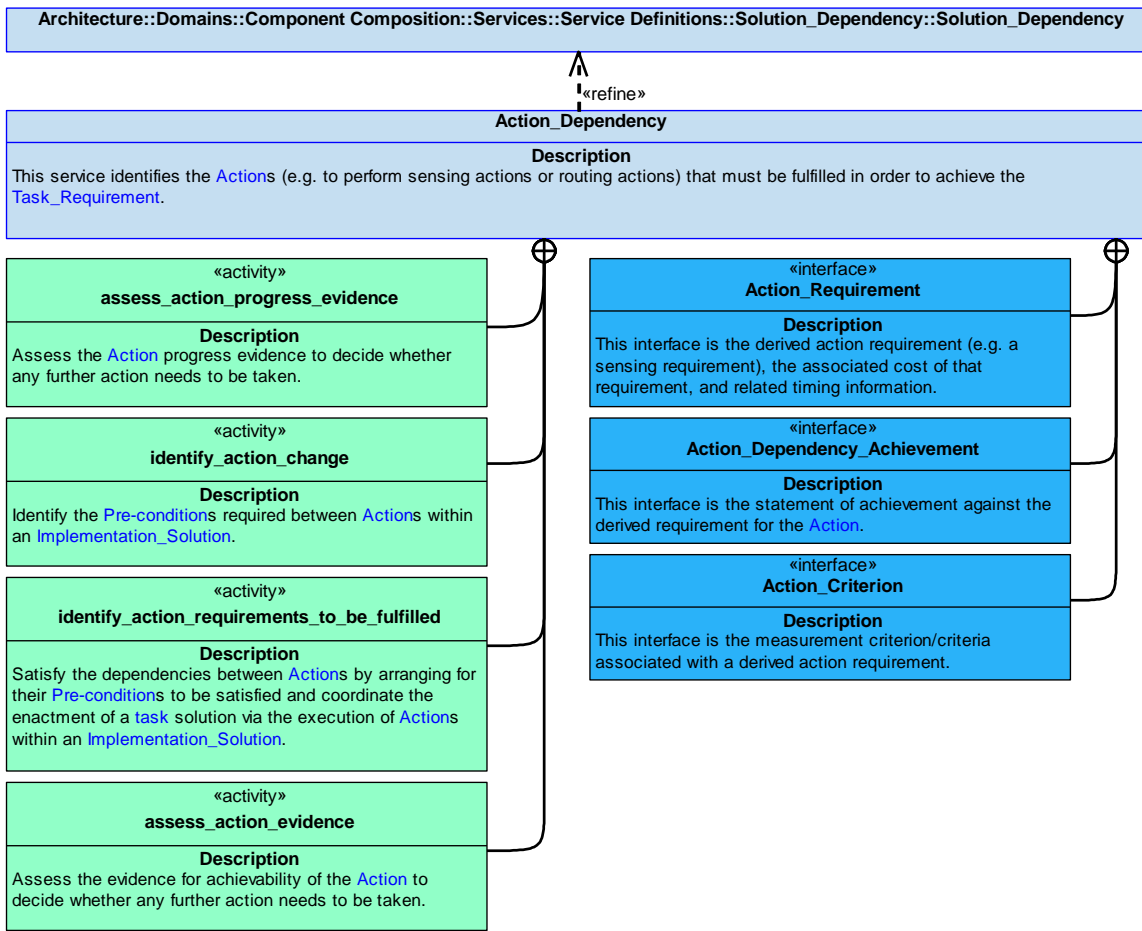 Architecture::Domains::Component Composition::Services::Service Definitions::Solution_Dependency::Solution_Dependency
«refine»
Action_Dependency
Description
This service identifies the Actions (e.g. to perform sensing actions or routing actions) that must be fulfilled in order to achieve the
Task_Requirement.
«activity»
assess_action_progress_evidence
Description
Assess the Action progress evidence to decide whether
any further action needs to be taken.
«activity»
identify_action_change
Description
Identify the Pre-conditions required between Actions within
an Implementation_Solution.
«activity»
identify_action_requirements_to_be_fulfilled
Description
Satisfy the dependencies between Actions by arranging for
their Pre-conditions to be satisfied and coordinate the
enactment of a task solution via the execution of Actions
within an Implementation_Solution.
«activity»
assess_action_evidence
Description
Assess the evidence for achievability of the Action to
decide whether any further action needs to be taken.
«interface»
Action_Requirement
Description
This interface is the derived action requirement (e.g. a
sensing requirement), the associated cost of that
requirement, and related timing information.
«interface»
Action_Dependency_Achievement
Description
This interface is the statement of achievement against the
derived requirement for the Action.
«interface»
Action_Criterion
Description
This interface is the measurement criterion/criteria
associated with a derived action requirement.